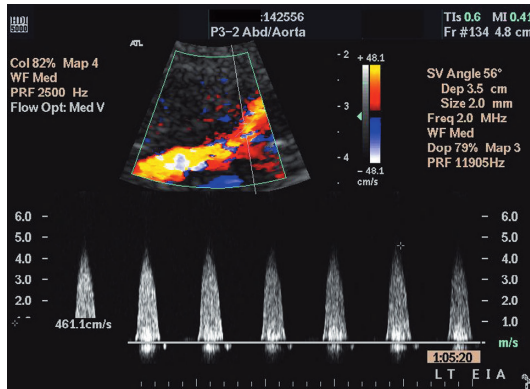 HDI
5000
:142556
P3-2 Abd/Aorta
TIs 0.6 MI 0.41
Fr #134 4.8 cm
ATL
Col 82% Map 4
WF Med
PRF 2500 Hz
Flow Opt: Med V
2
3
4
+ 48.1
- 48.1
cm/s
SV Angle 56°
Dep 3.5 cm
Size 2.0 mm
Freq 2.0 MHz
WF Med
Dop 79% Map 3
PRF 11905Hz
6.0
5.0
4.0
3.0
2.0
461.1cm/s
6.0
5.0
4.0
3.0
2.0
1.0
m/s
1:05:20
LT EIA